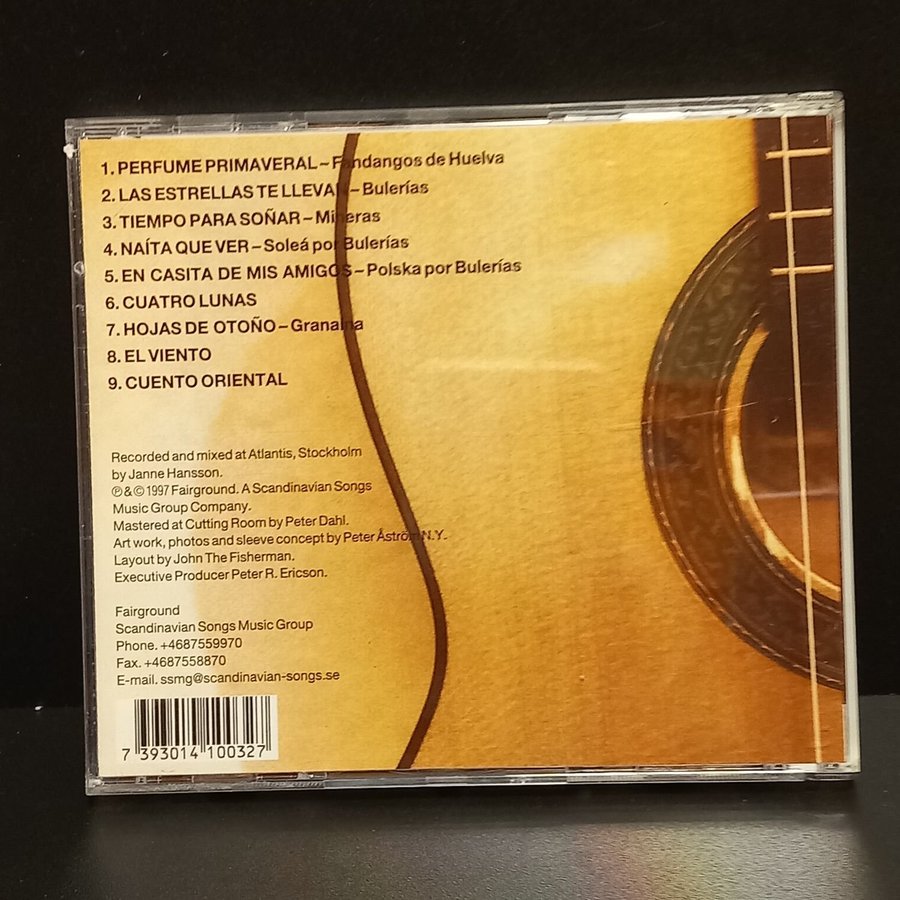 1. PERFUME PRIMAVERAL – Fandangos de Huelva
2. LAS ESTRELLAS TE LLEVAN – Bulerías
3. TIEMPO PARA SOÑAR – Mineras
4. NAÍTA QUE VER – Soleá por Bulerías
5. EN CASITA DE MIS AMIGOS – Polska por Bulerías
6. CUATRO LUNAS
7. HOJAS DE OTOÑO – Granaína
8. EL VIENTO
9. CUENTO ORIENTAL
Recorded and mixed at Atlantis, Stockholm
by Janne Hansson.
℗ & © 1997 Fairground. A Scandinavian Songs
Music Group Company.
Mastered at Cutting Room by Peter Dahl.
Art work, photos and sleeve concept by Peter Åström N.Y.
Layout by John The Fisherman.
Executive Producer Peter R. Ericson.
Fairground
Scandinavian Songs Music Group
Phone. +4687559970
Fax. +4687558870
E-mail. ssmg@scandinavian-songs.se
7 393014 100327